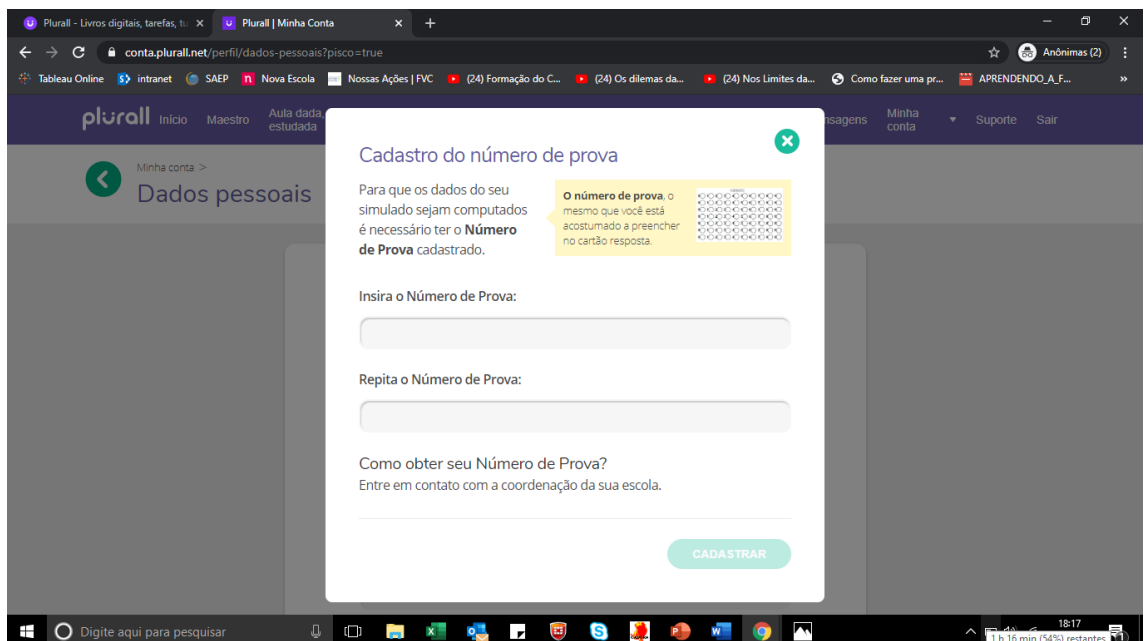 Plurall - Livros digitais, tarefas, tu
Plurall | Minha Conta
conta.plurall.net/perfil/dados-pessoais?pisco=true
Anônimas (2)
Tableau Online
intranet
SAEP
Nova Escola
Nossas Ações | FVC
(24) Formação do C...
(24) Os dilemas da...
(24) Nos Limites da...
Como fazer uma pr...
APRENDENDO_A_F...
»
plurall
Início
Maestro
Aula dada,
estudada
nsagens
Minha
conta
Suporte
Sair
Minha conta >
Dados pessoais
Cadastro do número de prova
Para que os dados do seu
simulado sejam computados
é necessário ter o Número
de Prova cadastrado.
O número de prova, o
mesmo que você está
acostumado a preencher
no cartão resposta.
Insira o Número de Prova:
Repita o Número de Prova:
Como obter seu Número de Prova?
Entre em contato com a coordenação da sua escola.
CADASTRAR
Digite aqui para pesquisar
18:17
1 h 16 min (54%) restantes